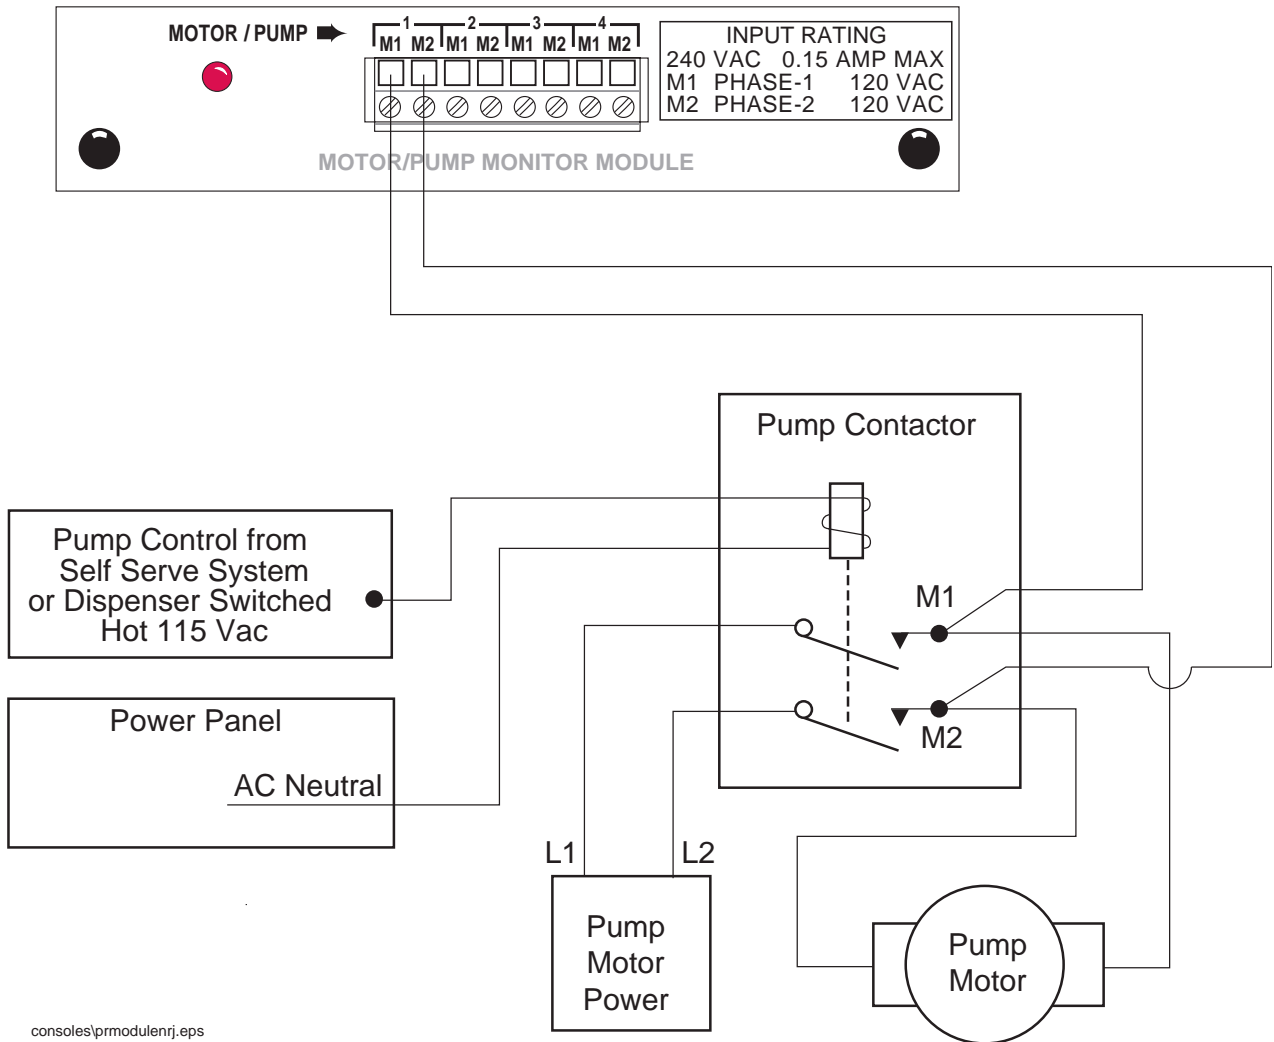 MOTOR / PUMP
1 2 3 4
M1 M2 M1 M2 M1 M2 M1 M2
INPUT RATING
240 VAC 0.15 AMP MAX
M1 PHASE-1 120 VAC
M2 PHASE-2 120 VAC
MOTOR/PUMP MONITOR MODULE
Pump Contactor
Pump Control from
Self Serve System
or Dispenser Switched
Hot 115 Vac
M1
M2
Power Panel
AC Neutral
L1 L2
Pump
Motor
Power
Pump
Motor
consoles\prmodulenrj.eps